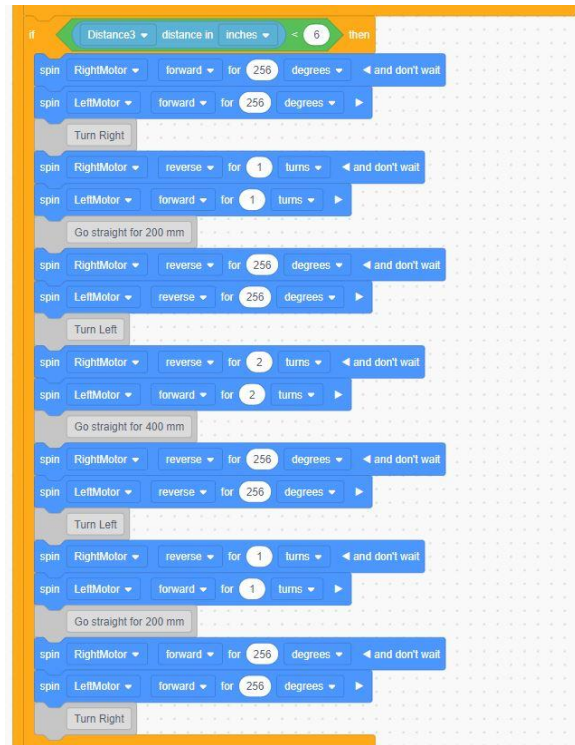 if Distance3 distance in inches < 6 then
spin RightMotor forward for 256 degrees and don't wait
spin LeftMotor forward for 256 degrees
Turn Right
spin RightMotor reverse for 1 turns and don't wait
spin LeftMotor forward for 1 turns
Go straight for 200 mm
spin RightMotor reverse for 256 degrees and don't wait
spin LeftMotor reverse for 256 degrees
Turn Left
spin RightMotor reverse for 2 turns and don't wait
spin LeftMotor forward for 2 turns
Go straight for 400 mm
spin RightMotor reverse for 256 degrees and don't wait
spin LeftMotor reverse for 256 degrees
Turn Left
spin RightMotor reverse for 1 turns and don't wait
spin LeftMotor forward for 1 turns
Go straight for 200 mm
spin RightMotor forward for 256 degrees and don't wait
spin LeftMotor forward for 256 degrees
Turn Right